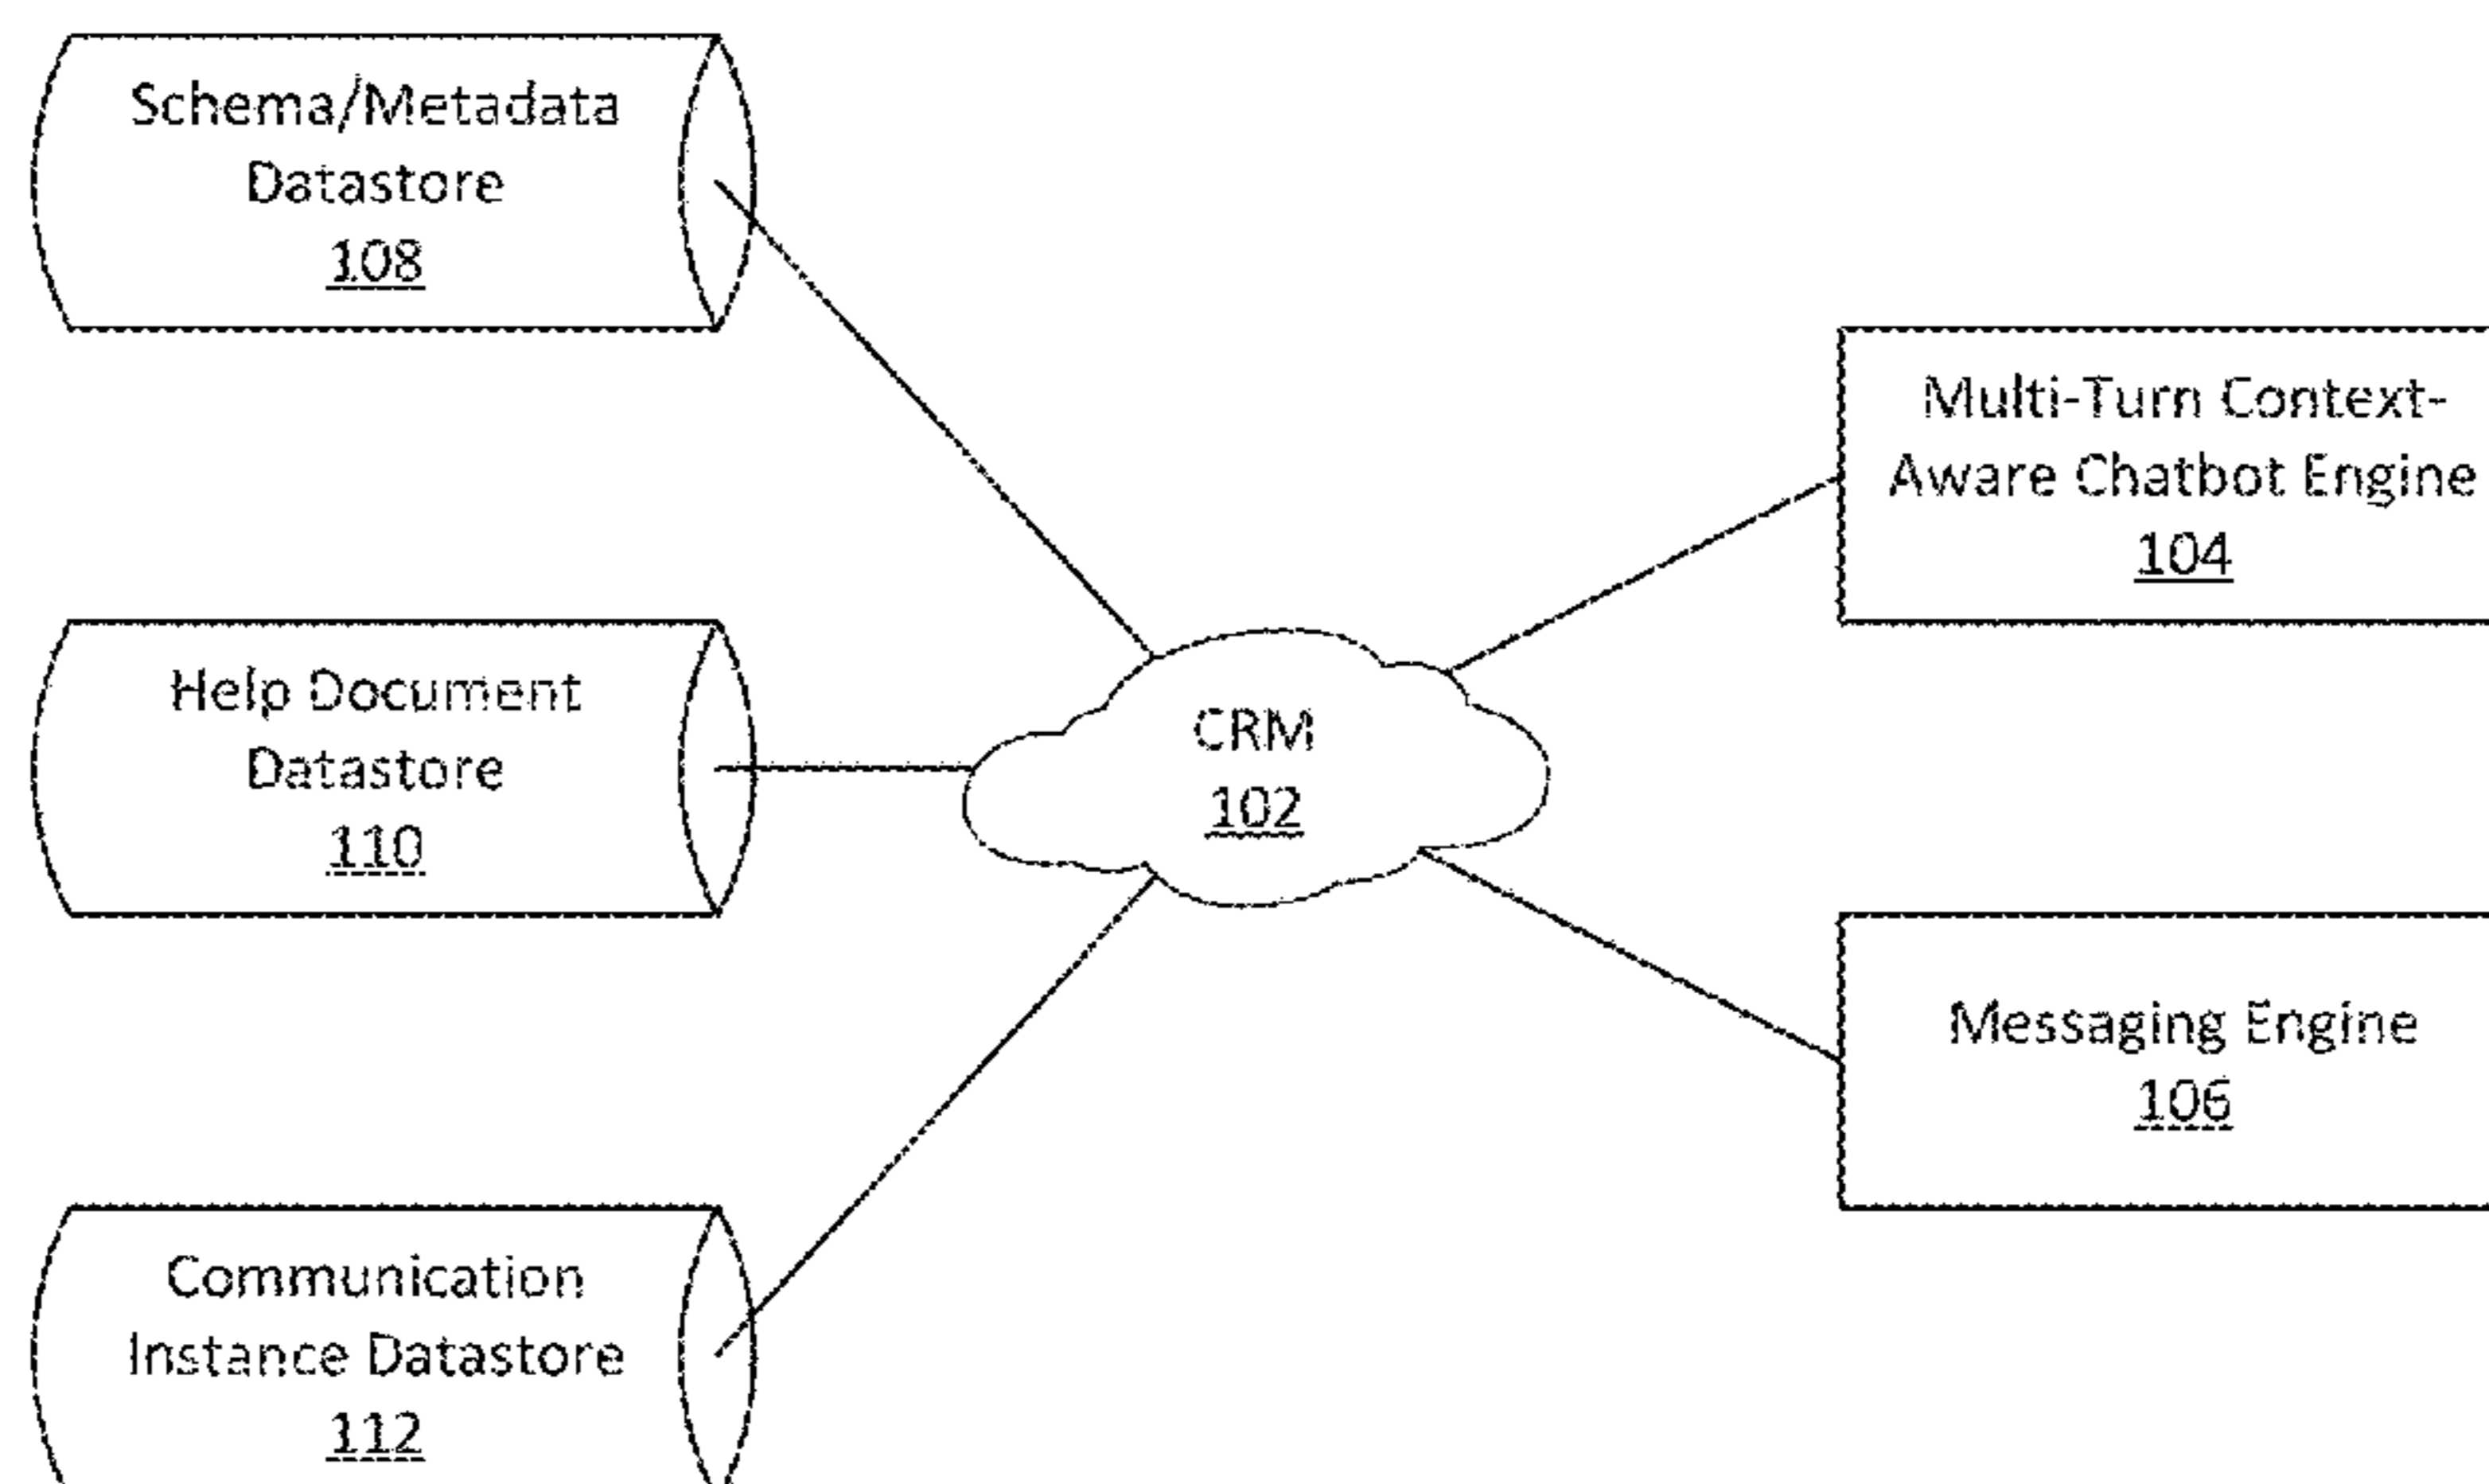 Schema/Metadata
Datastore
108
Multi-Turn Context-
Aware Chatbot Engine
104
Help Document
Datastore
110
CRM
102
Messaging Engine
106
Communication
Instance Datastore
112